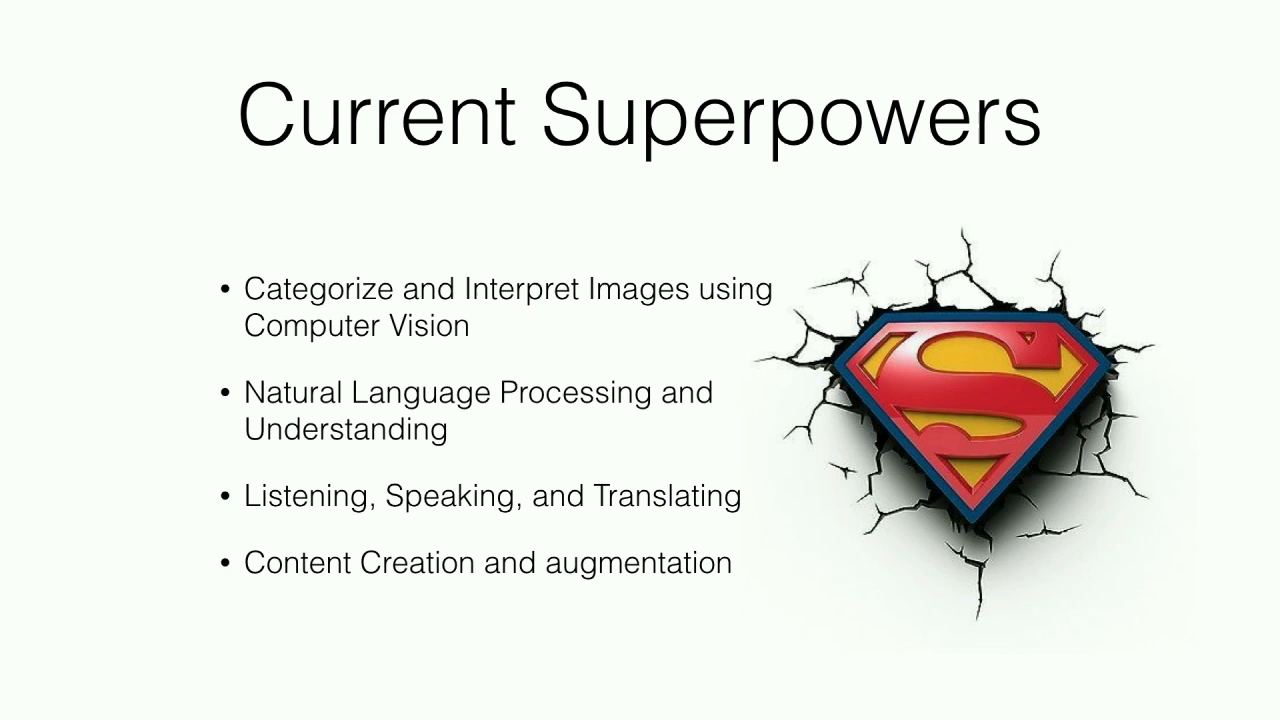 Current Superpowers
• Categorize and Interpret Images using
Computer Vision
• Natural Language Processing and
Understanding
• Listening, Speaking, and Translating
• Content Creation and augmentation
S